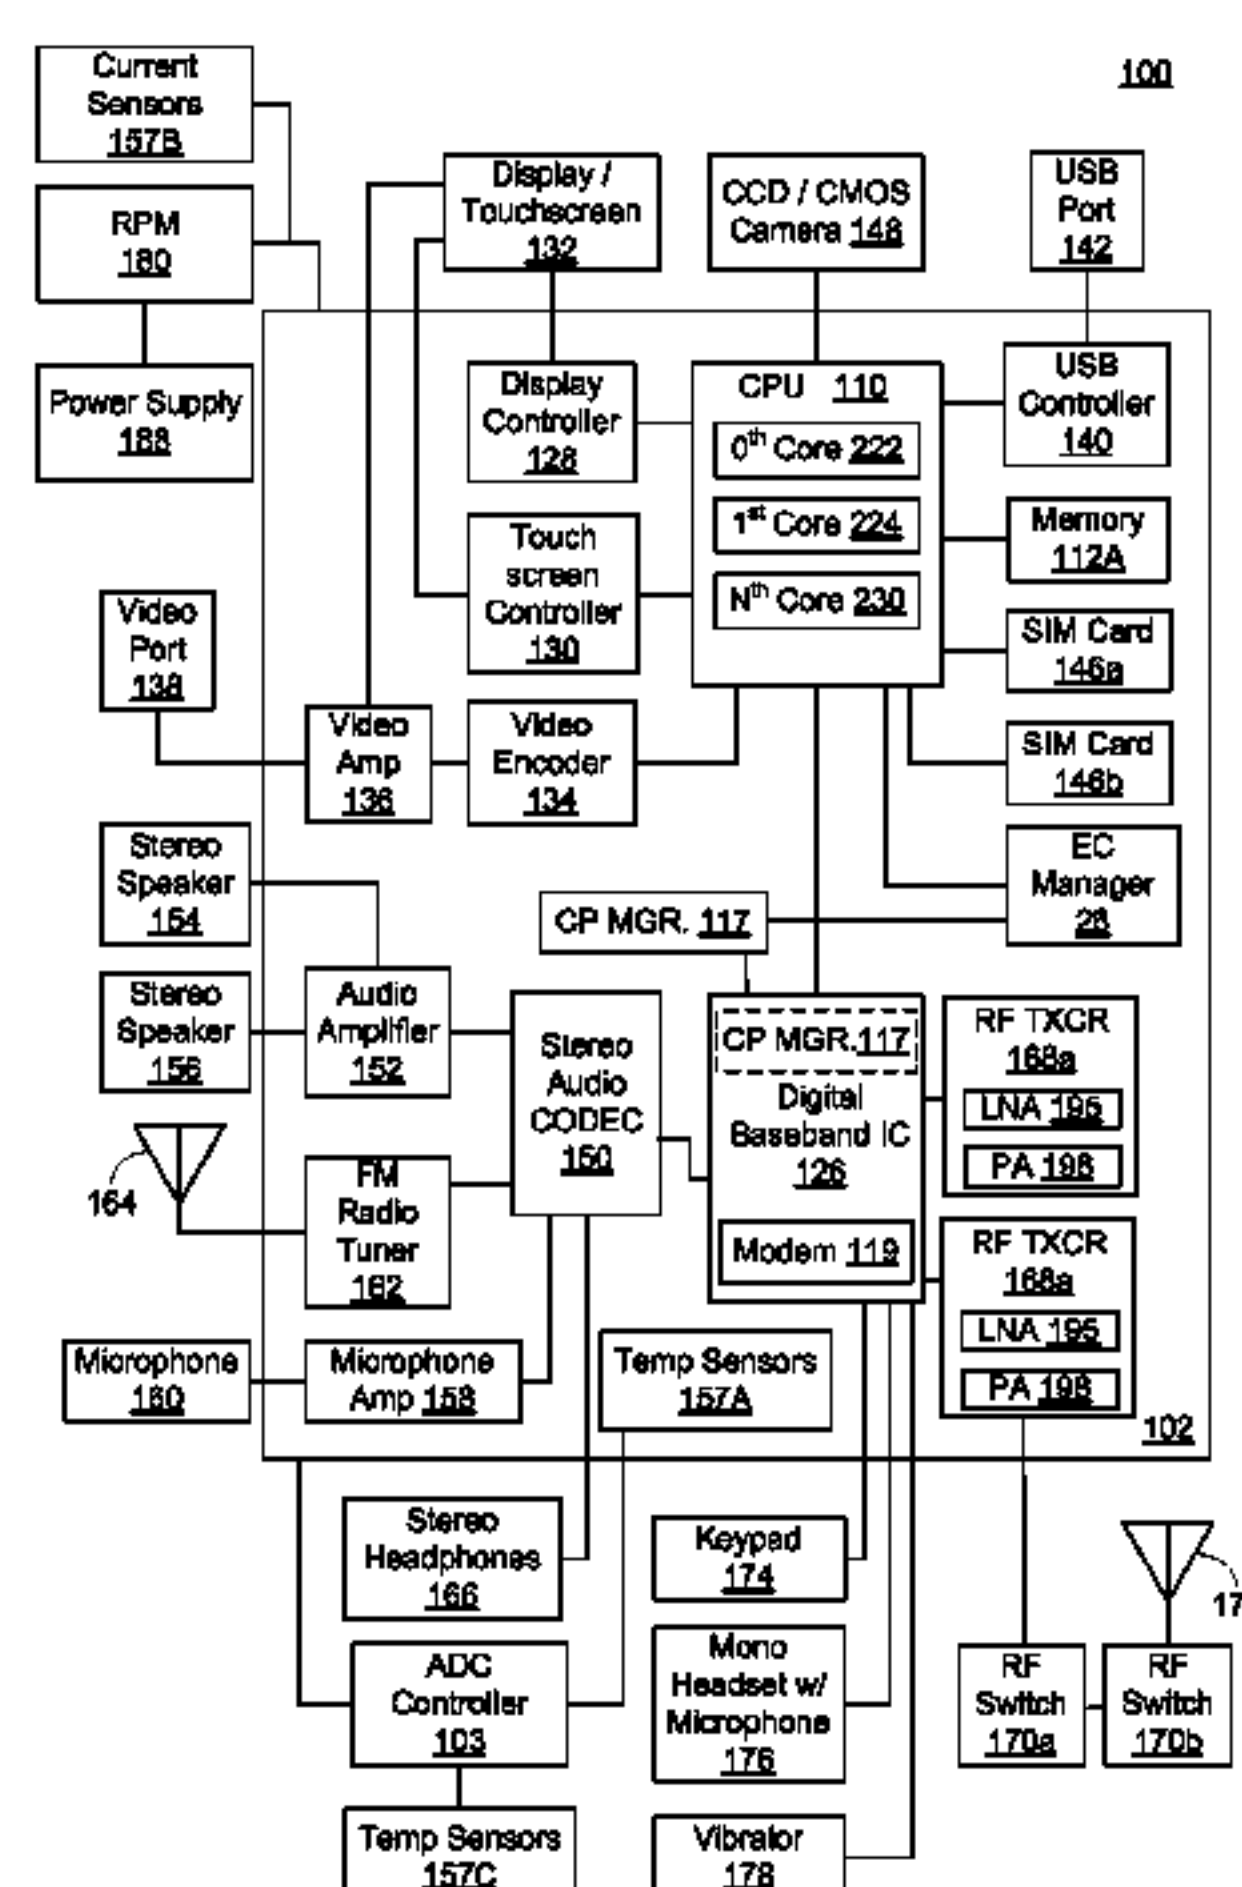 Current
Sensors
157B
100
RPM
180
Display /
Touchscreen
132
CCD / CMOS
Camera 148
USB
Port
142
Power Supply
188
Display
Controller
128
CPU 110
0th Core 222
1st Core 224
Nth Core 230
USB
Controller
140
Touch
screen
Controller
130
Memory
112A
SIM Card
146a
SIM Card
146b
Video
Port
138
Video
Amp
136
Video
Encoder
134
EC
Manager
26
Stereo
Speaker
154
CP MGR. 117
Stereo
Speaker
156
Audio
Amplifier
152
Stereo
Audio
CODEC
150
CP MGR.117
Digital
Baseband IC
126
Modem 119
RF TXCR
168a
LNA 195
PA 198
RF TXCR
168a
LNA 195
PA 198
164
FM
Radio
Tuner
162
Microphone
160
Microphone
Amp 158
Temp Sensors
157A
102
Stereo
Headphones
166
Keypad
174
17
ADC
Controller
103
Mono
Headset w/
Microphone
176
RF
Switch
170a
RF
Switch
170b
Temp Sensors
157C
Vibrator
178